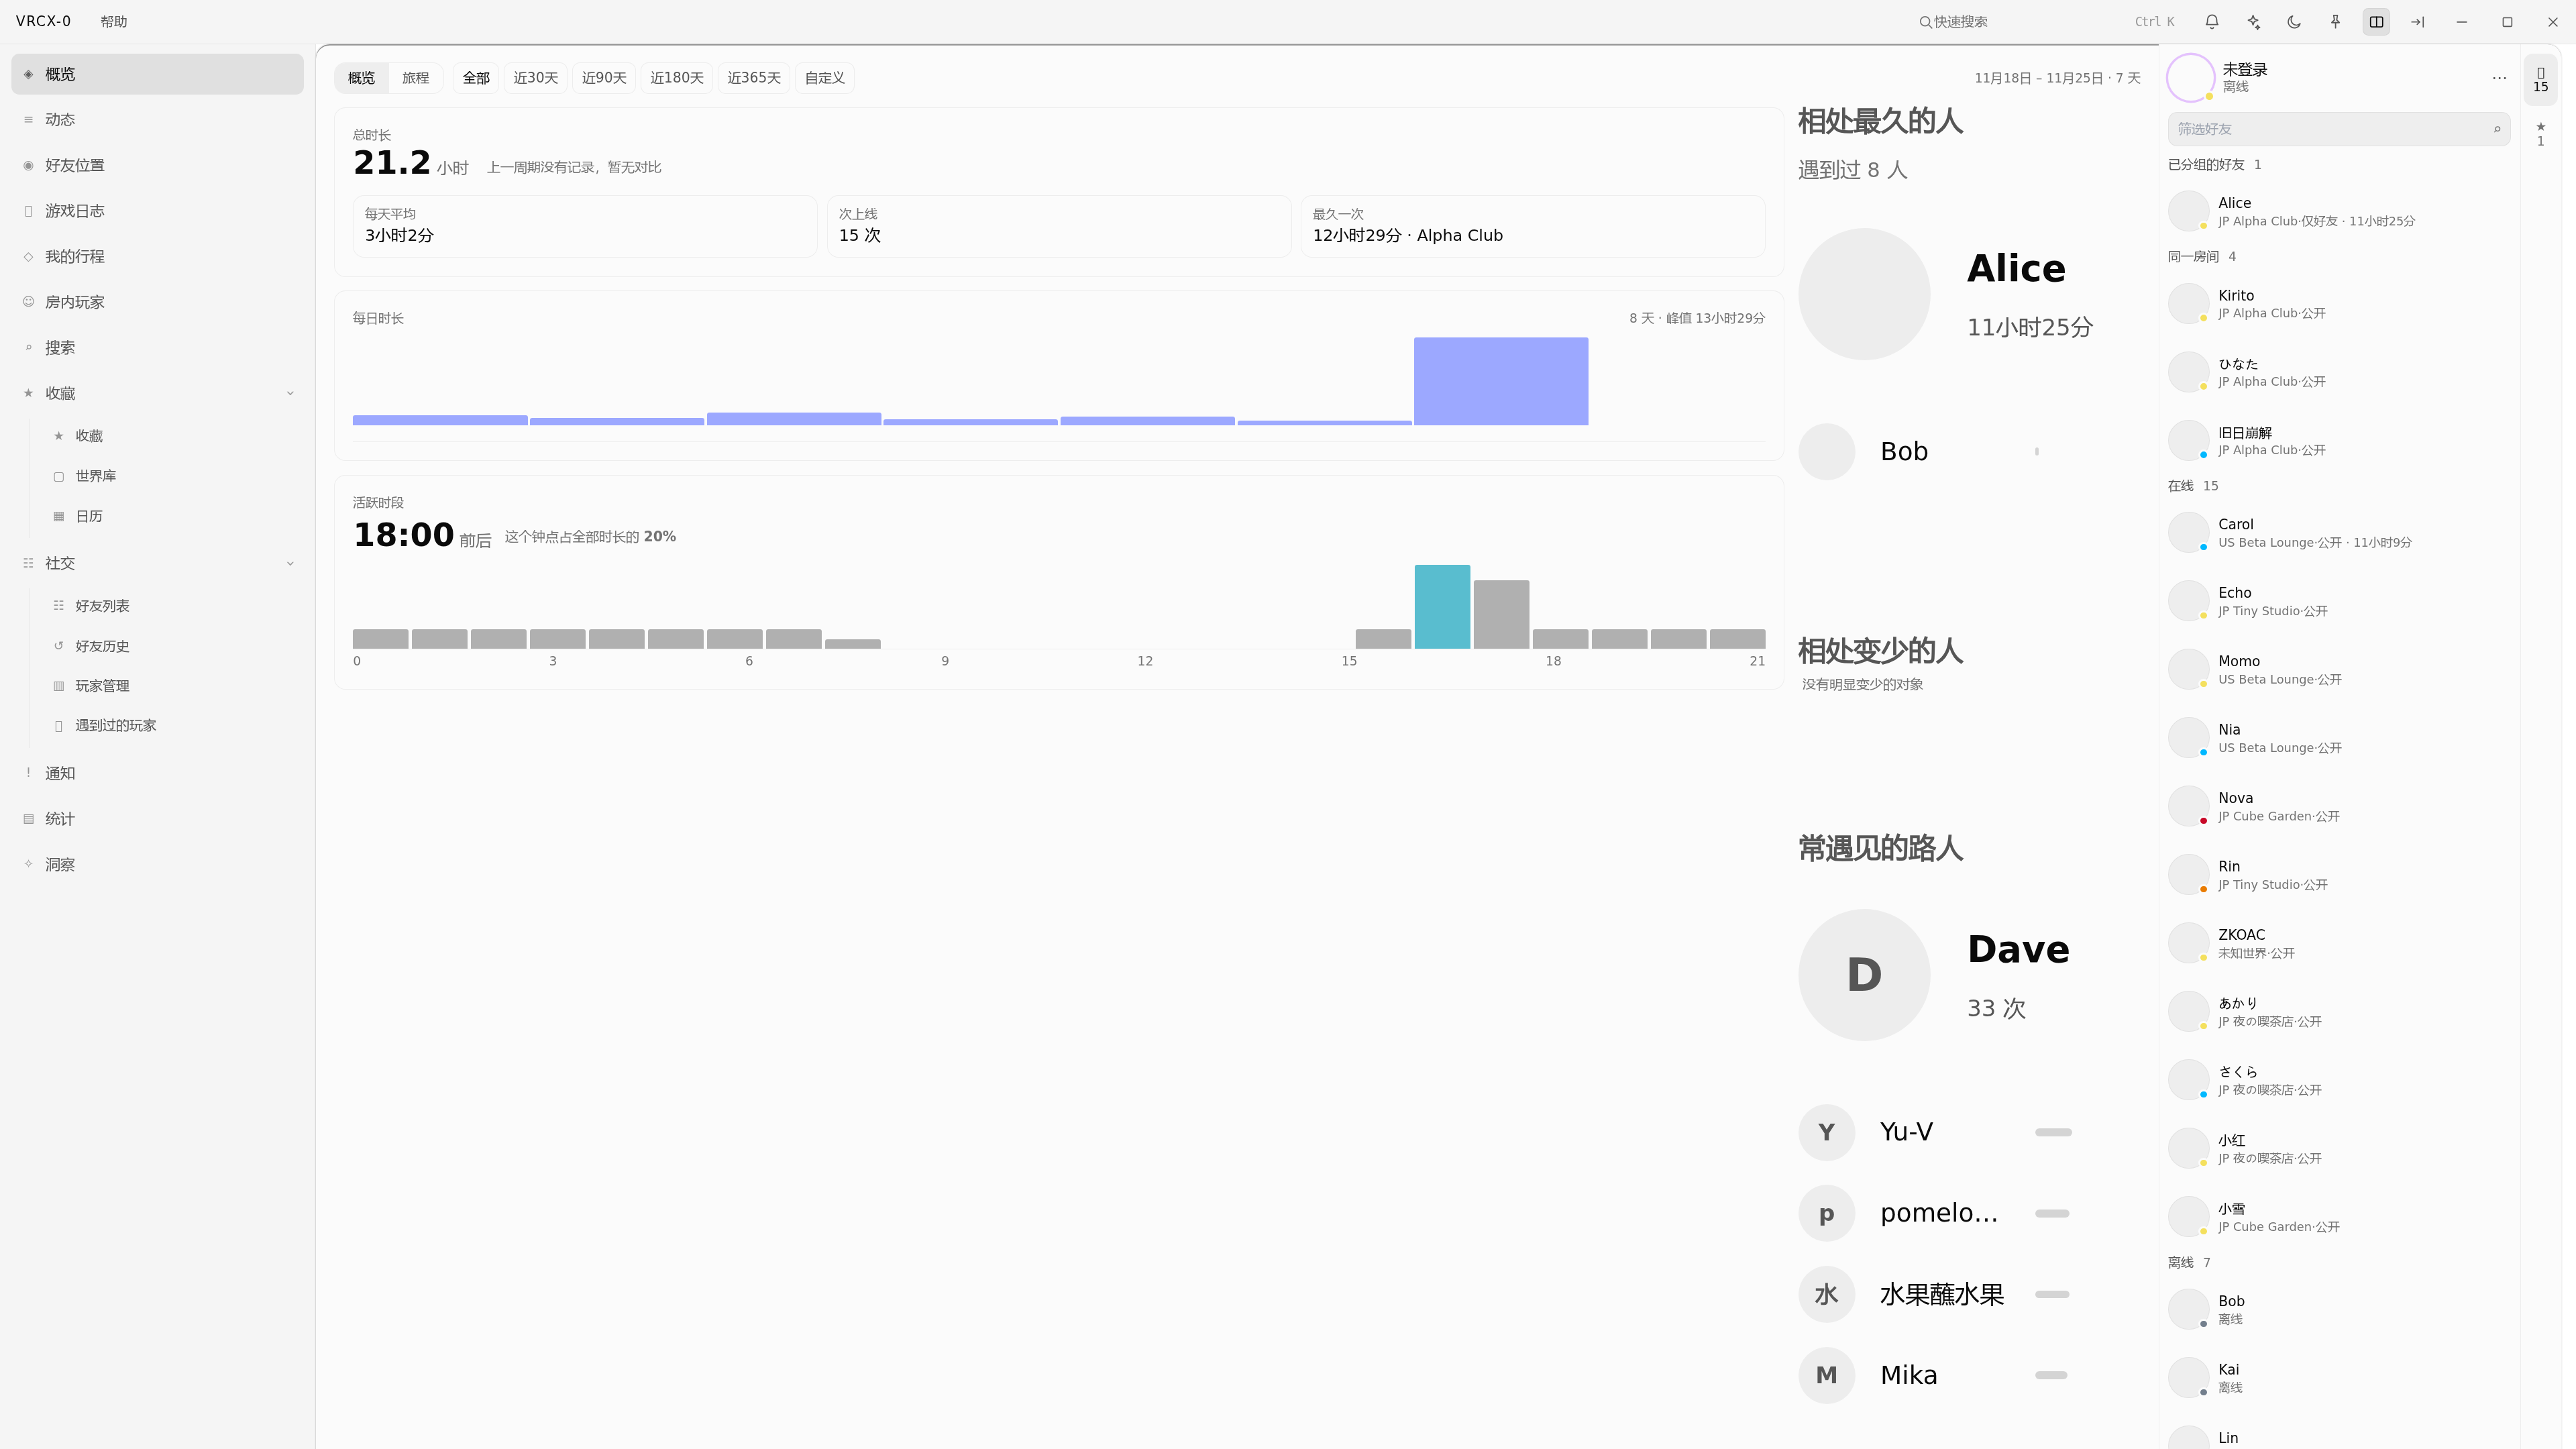 VRCX-0
帮助
快速搜索
Ctrl K
概览
动态
好友位置
游戏日志
我的行程
房内玩家
搜索
收藏
收藏
世界库
日历
社交
好友列表
好友历史
玩家管理
遇到过的玩家
通知
统计
洞察
概览 旅程 全部 近30天 近90天 近180天 近365天 自定义
11月18日 – 11月25日 · 7 天
总时长
21.2 小时 上一周期没有记录，暂无对比
每天平均
3小时2分
次上线
15 次
最久一次
12小时29分 · Alpha Club
每日时长
8 天 · 峰值 13小时29分
活跃时段
18:00 前后 这个钟点占全部时长的 20%
0 3 6 9 12 15 18 21
相处最久的人
遇到过 8 人
Alice
11小时25分
Bob
相处变少的人
没有明显变少的对象
常遇见的路人
D
Dave
33 次
Y Yu-V
p pomelo…
水 水果蘸水果
M Mika
未登录
离线
…
15
★
1
筛选好友
已分组的好友 1
Alice
JP Alpha Club·仅好友 · 11小时25分
同一房间 4
Kirito
JP Alpha Club·公开
ひなた
JP Alpha Club·公开
旧日崩解
JP Alpha Club·公开
在线 15
Carol
US Beta Lounge·公开 · 11小时9分
Echo
JP Tiny Studio·公开
Momo
US Beta Lounge·公开
Nia
US Beta Lounge·公开
Nova
JP Cube Garden·公开
Rin
JP Tiny Studio·公开
ZKOAC
未知世界·公开
あかり
JP 夜の喫茶店·公开
さくら
JP 夜の喫茶店·公开
小红
JP 夜の喫茶店·公开
小雪
JP Cube Garden·公开
离线 7
Bob
离线
Kai
离线
Lin